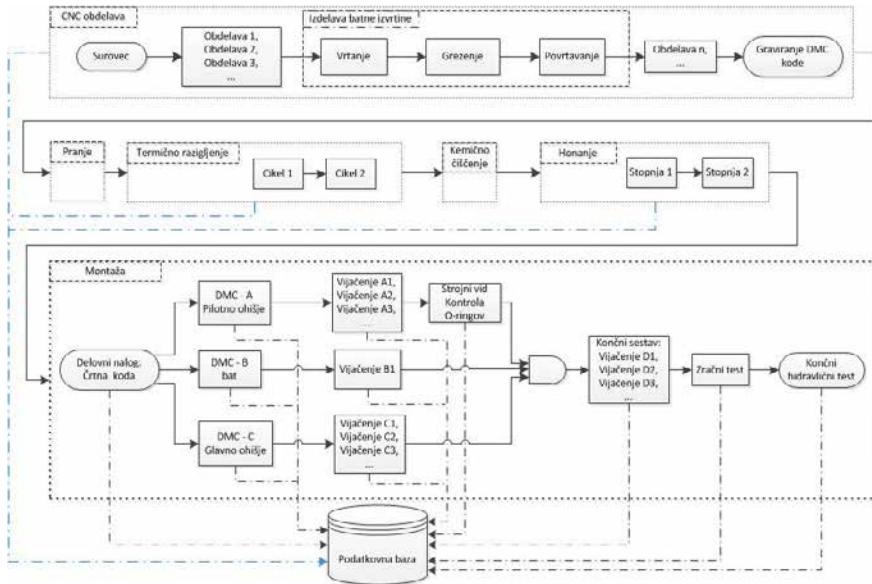 CNC obdelava
Izdelava batne izvrtine
Surovec
Obdelava 1,
Obdelava 2,
Obdelava 3,
...
Vrtanje
Grezenje
Povrtavanje
Obdelava n,
...
Graviranje DMC
kode
Pranje
Termično razigljenje
Cikel 1
Cikel 2
Kemično
čiščenje
Honanje
Stopnja 1
Stopnja 2
Montaža
Delovni nalog,
Črtna koda
DMC - A
Pilotno ohišje
Vijačenje A1,
Vijačenje A2,
Vijačenje A3,
...
Strojni vid
Kontrola
O-ringov
DMC - B
bat
Vijačenje B1
DMC - C
Glavno ohišje
Vijačenje C1,
Vijačenje C2,
Vijačenje C3,
...
Končni sestav:
Vijačenje D1,
Vijačenje D2,
Vijačenje D3,
...
Zračni test
Končni
hidravlični test
Podatkovna baza